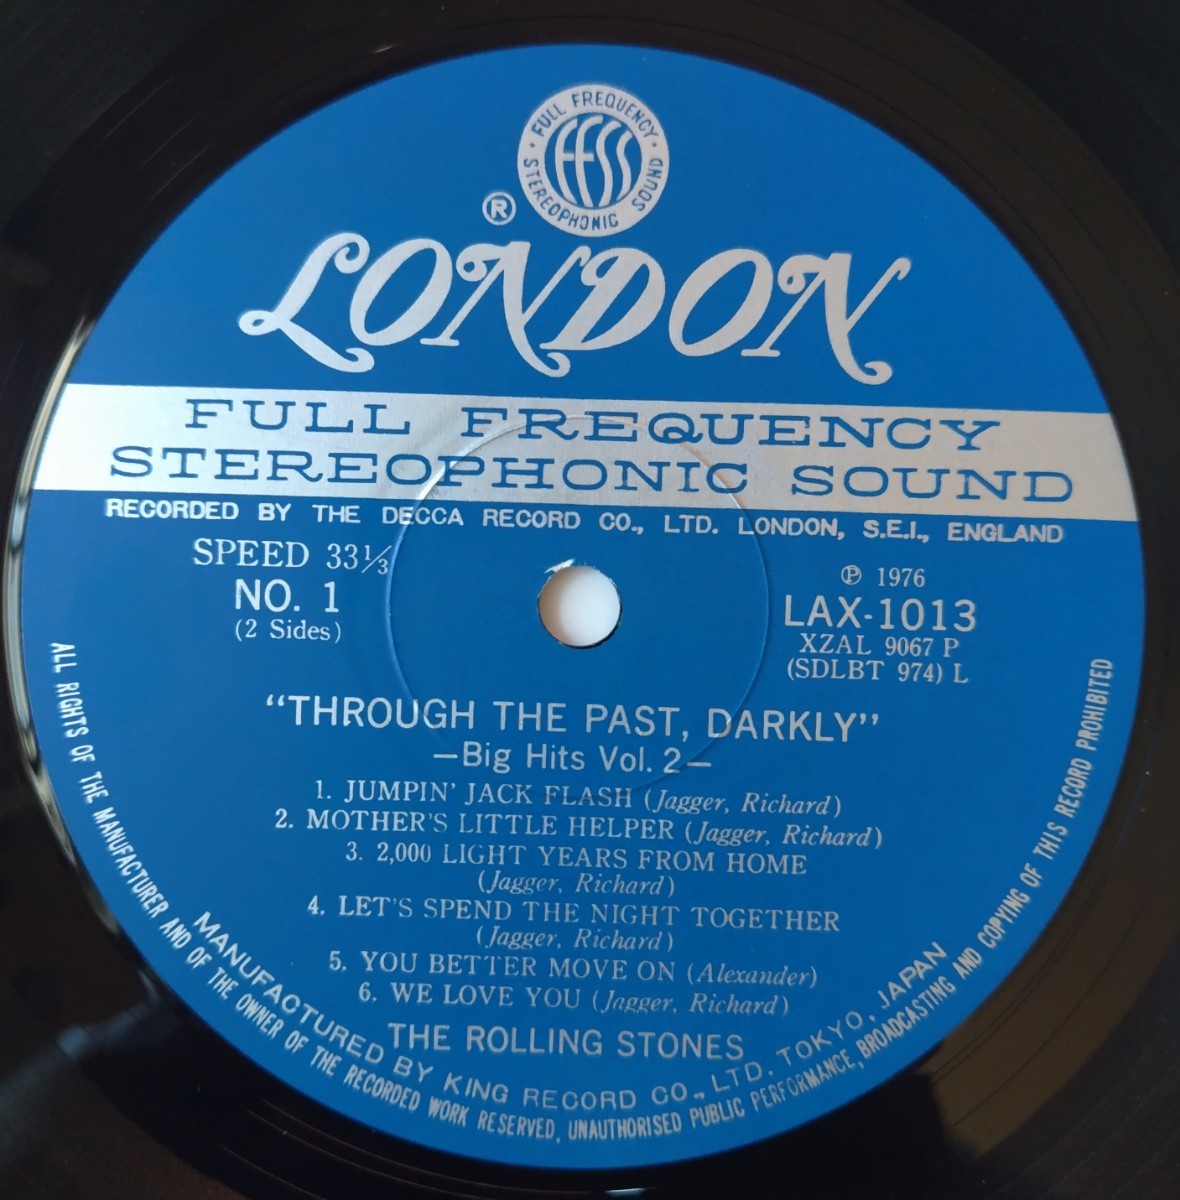 FULL FREQUENCY
STEREOPHONIC SOUND
FFSS
®
LONDON
FULL FREQUENCY
STEREOPHONIC SOUND
RECORDED BY THE DECCA RECORD CO., LTD. LONDON, S.E.I., ENGLAND
SPEED 33⅓
NO. 1
(2 Sides)
℗ 1976
LAX-1013
XZAL 9067 P
(SDLBT 974) L
"THROUGH THE PAST, DARKLY"
—Big Hits Vol. 2—
1. JUMPIN' JACK FLASH (Jagger, Richard)
2. MOTHER'S LITTLE HELPER (Jagger, Richard)
3. 2,000 LIGHT YEARS FROM HOME
(Jagger, Richard)
4. LET'S SPEND THE NIGHT TOGETHER
(Jagger, Richard)
5. YOU BETTER MOVE ON (Alexander)
6. WE LOVE YOU (Jagger, Richard)
THE ROLLING STONES
MANUFACTURED BY KING RECORD CO., LTD. TOKYO, JAPAN
ALL RIGHTS OF THE MANUFACTURER AND OF THE OWNER OF THE RECORDED WORK RESERVED, UNAUTHORISED PUBLIC PERFORMANCE, BROADCASTING AND COPYING OF THIS RECORD PROHIBITED